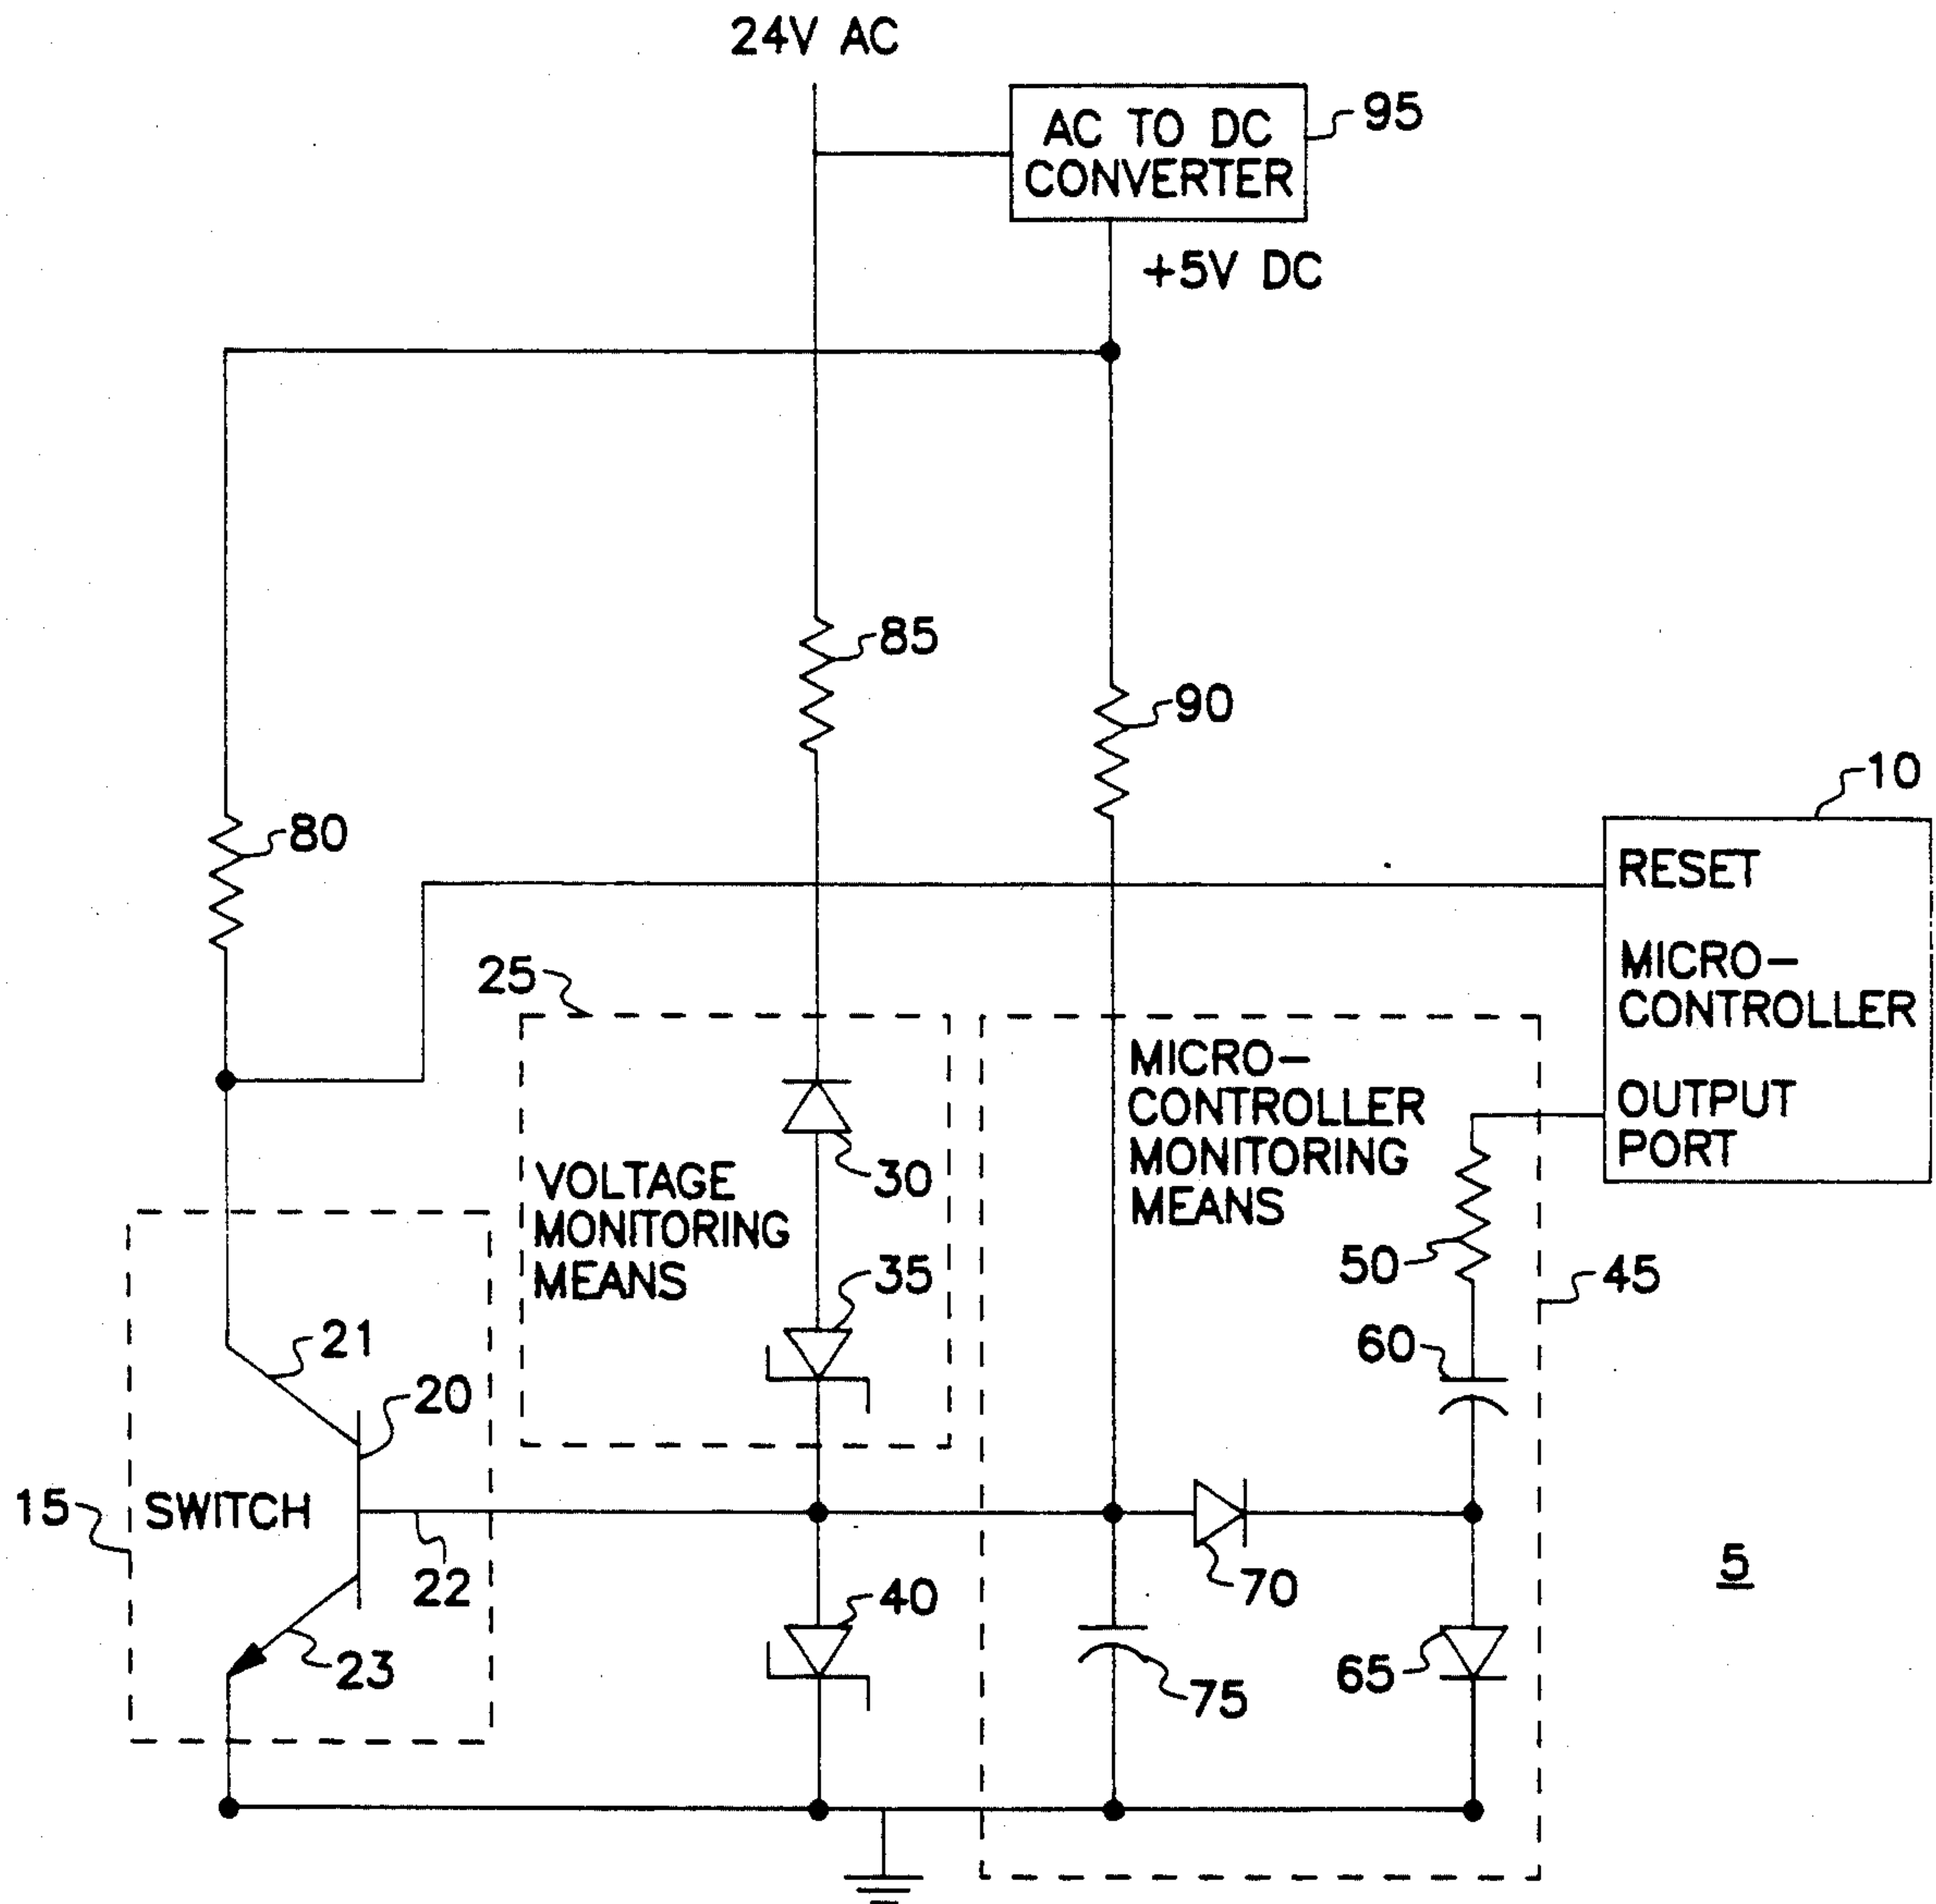 24V AC
AC TO DC
CONVERTER
95
+5V DC
85
90
80
10
RESET
MICRO-
CONTROLLER
OUTPUT
PORT
25
MICRO-
CONTROLLER
MONITORING
MEANS
30
VOLTAGE
MONITORING
MEANS
50
45
35
21
60
20
15
SWITCH
22
70
5
40
23
75
65